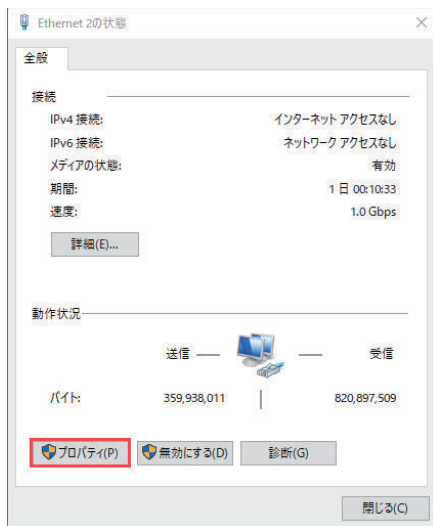 Ethernet 2の状態
全般
接続
IPv4 接続: インターネット アクセスなし
IPv6 接続: ネットワーク アクセスなし
メディアの状態: 有効
期間: 1 日 00:10:33
速度: 1.0 Gbps
詳細(E)...
動作状況
送信 受信
バイト: 359,938,011 820,897,509
プロパティ(P) 無効にする(D) 診断(G)
閉じる(C)